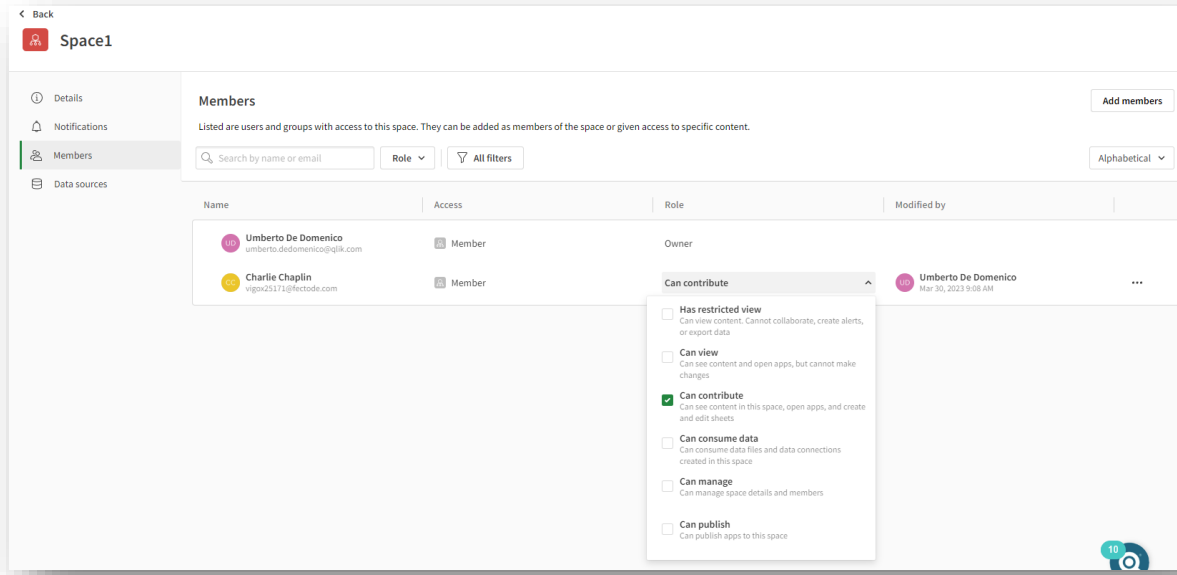 Back
Space1
Details
Notifications
Members
Data sources
Members
Add members
Listed are users and groups with access to this space. They can be added as members of the space or given access to specific content.
Search by name or email
Role
All filters
Alphabetical
Name Access Role Modified by
UD Umberto De Domenico Member Owner
umberto.dedomenico@qlik.com
CC Charlie Chaplin Member Can contribute UD Umberto De Domenico ...
vigox25171@fectode.com Mar 30, 2023 9:08 AM
Has restricted view
Can view content. Cannot collaborate, create alerts,
or export data
Can view
Can see content and open apps, but cannot make
changes
Can contribute
Can see content in this space, open apps, and create
and edit sheets
Can consume data
Can consume data files and data connections
created in this space
Can manage
Can manage space details and members
Can publish
Can publish apps to this space
10